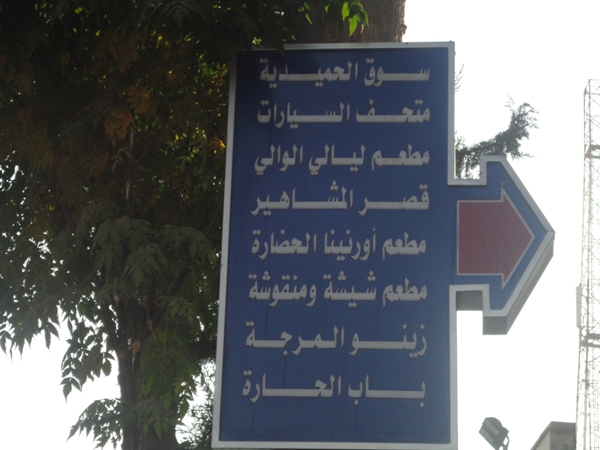 سوق الحميدية
متحف السيارات
مطعم ليالي الوالي
قصر المشاهير
مطعم أورنينا الحضارة
مطعم شيشة ومنقوشة
زينو المرجة
باب الحارة